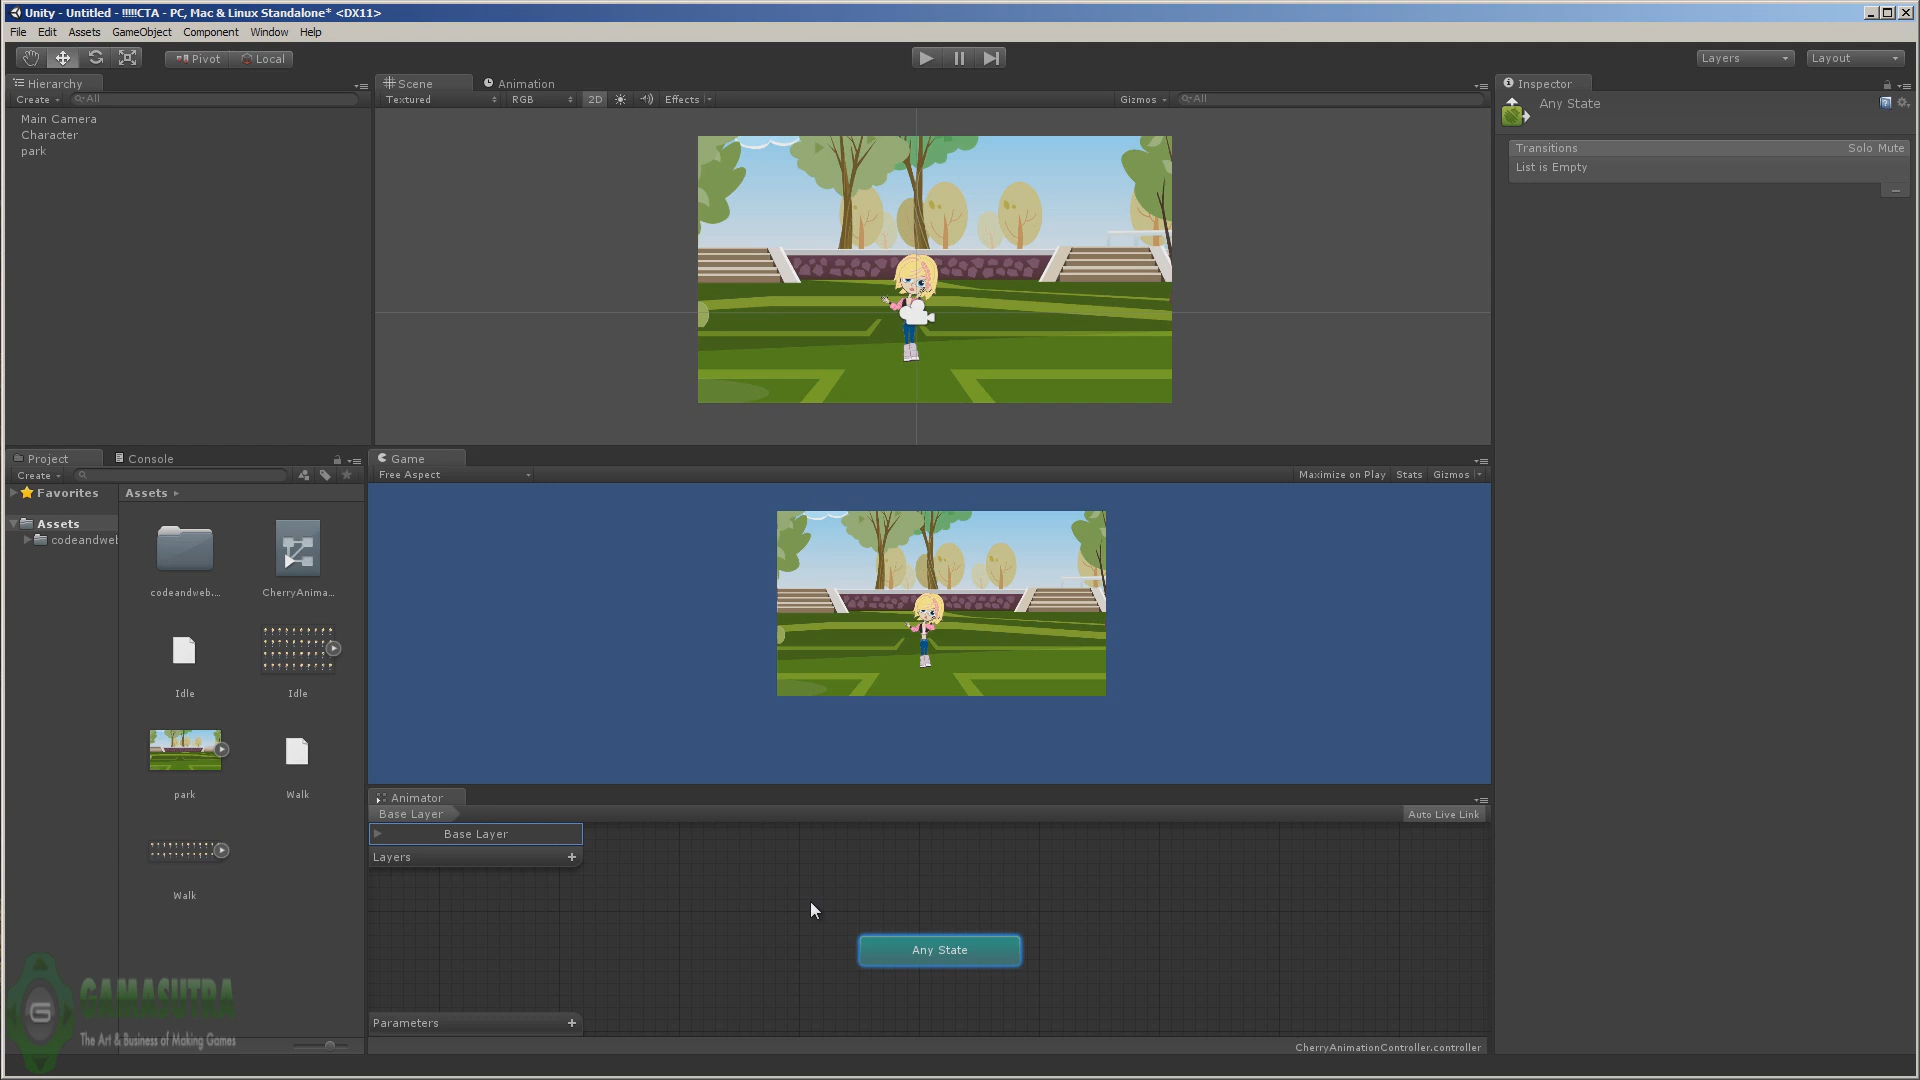 Unity - Untitled - !!!!!CTA - PC, Mac & Linux Standalone* <DX11>
File Edit Assets GameObject Component Window Help
Pivot Local
Layers Layout
Hierarchy
Create All
Main Camera
Character
park
Scene Animation
Textured RGB 2D Effects Gizmos All
Inspector
Any State
Transitions Solo Mute
List is Empty
Project Console
Create
Favorites
Assets
codeandweb
Assets
codeandweb...
CherryAnima...
Idle
Idle
park
Walk
Walk
Game
Free Aspect Maximize on Play Stats Gizmos
Animator
Base Layer Auto Live Link
Base Layer
Layers
Any State
Parameters
CherryAnimationController.controller
G
GAMASUTRA
The Art & Business of Making Games